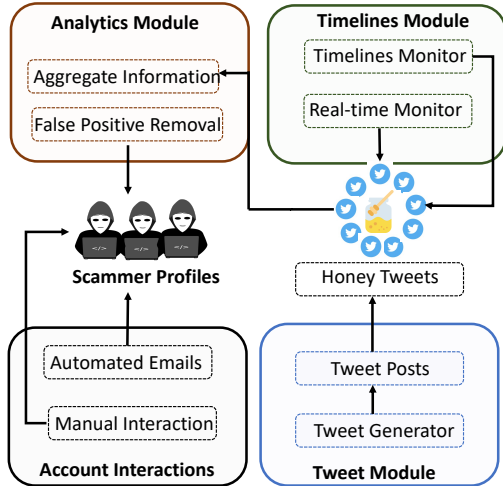 Analytics Module
Aggregate Information
False Positive Removal
Timelines Module
Timelines Monitor
Real-time Monitor
</>
</>
</>
Scammer Profiles
Honey Tweets
Automated Emails
Manual Interaction
Account Interactions
Tweet Posts
Tweet Generator
Tweet Module